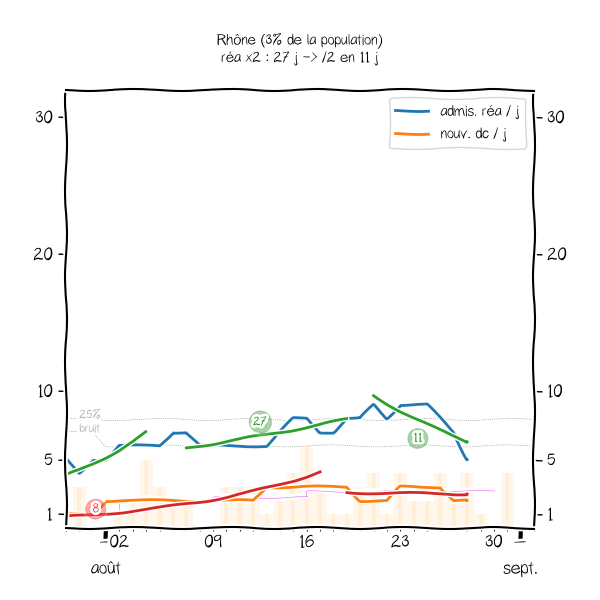 Rhône (3% de la population)
réa x2 : 27 j -> /2 en 11 j
admis. réa / j
nouv. dc / j
30
30
20
20
10
10
25%
bruit
27
11
5
5
8
1
1
02
09
16
23
30
août
sept.